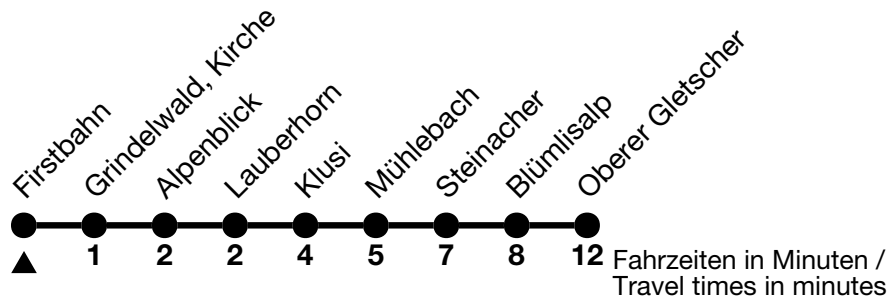 Firstbahn
Grindelwald, Kirche
Alpenblick
Lauberhorn
Klusi
Mühlebach
Steinacher
Blümlisalp
Oberer Gletscher
1 2 2 4 5 7 8 12
Fahrzeiten in Minuten /
Travel times in minutes